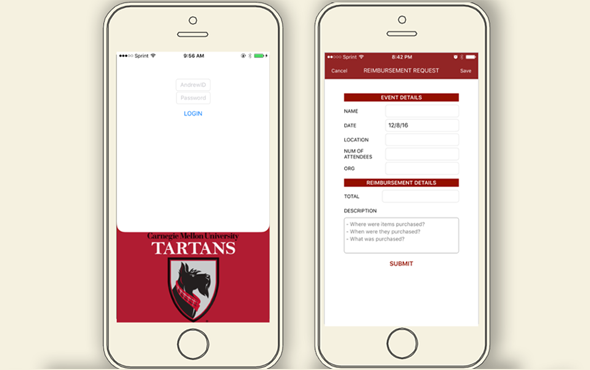 Sprint 9:56 AM
AndrewID
Password
LOGIN
Carnegie Mellon University
TARTANS
Sprint 8:42 PM
Cancel REIMBURSEMENT REQUEST Save
EVENT DETAILS
NAME
DATE 12/8/16
LOCATION
NUM OF
ATTENDEES
ORG
REIMBURSEMENT DETAILS
TOTAL
DESCRIPTION
- Where were items purchased?
- When were they purchased?
- What was purchased?
SUBMIT